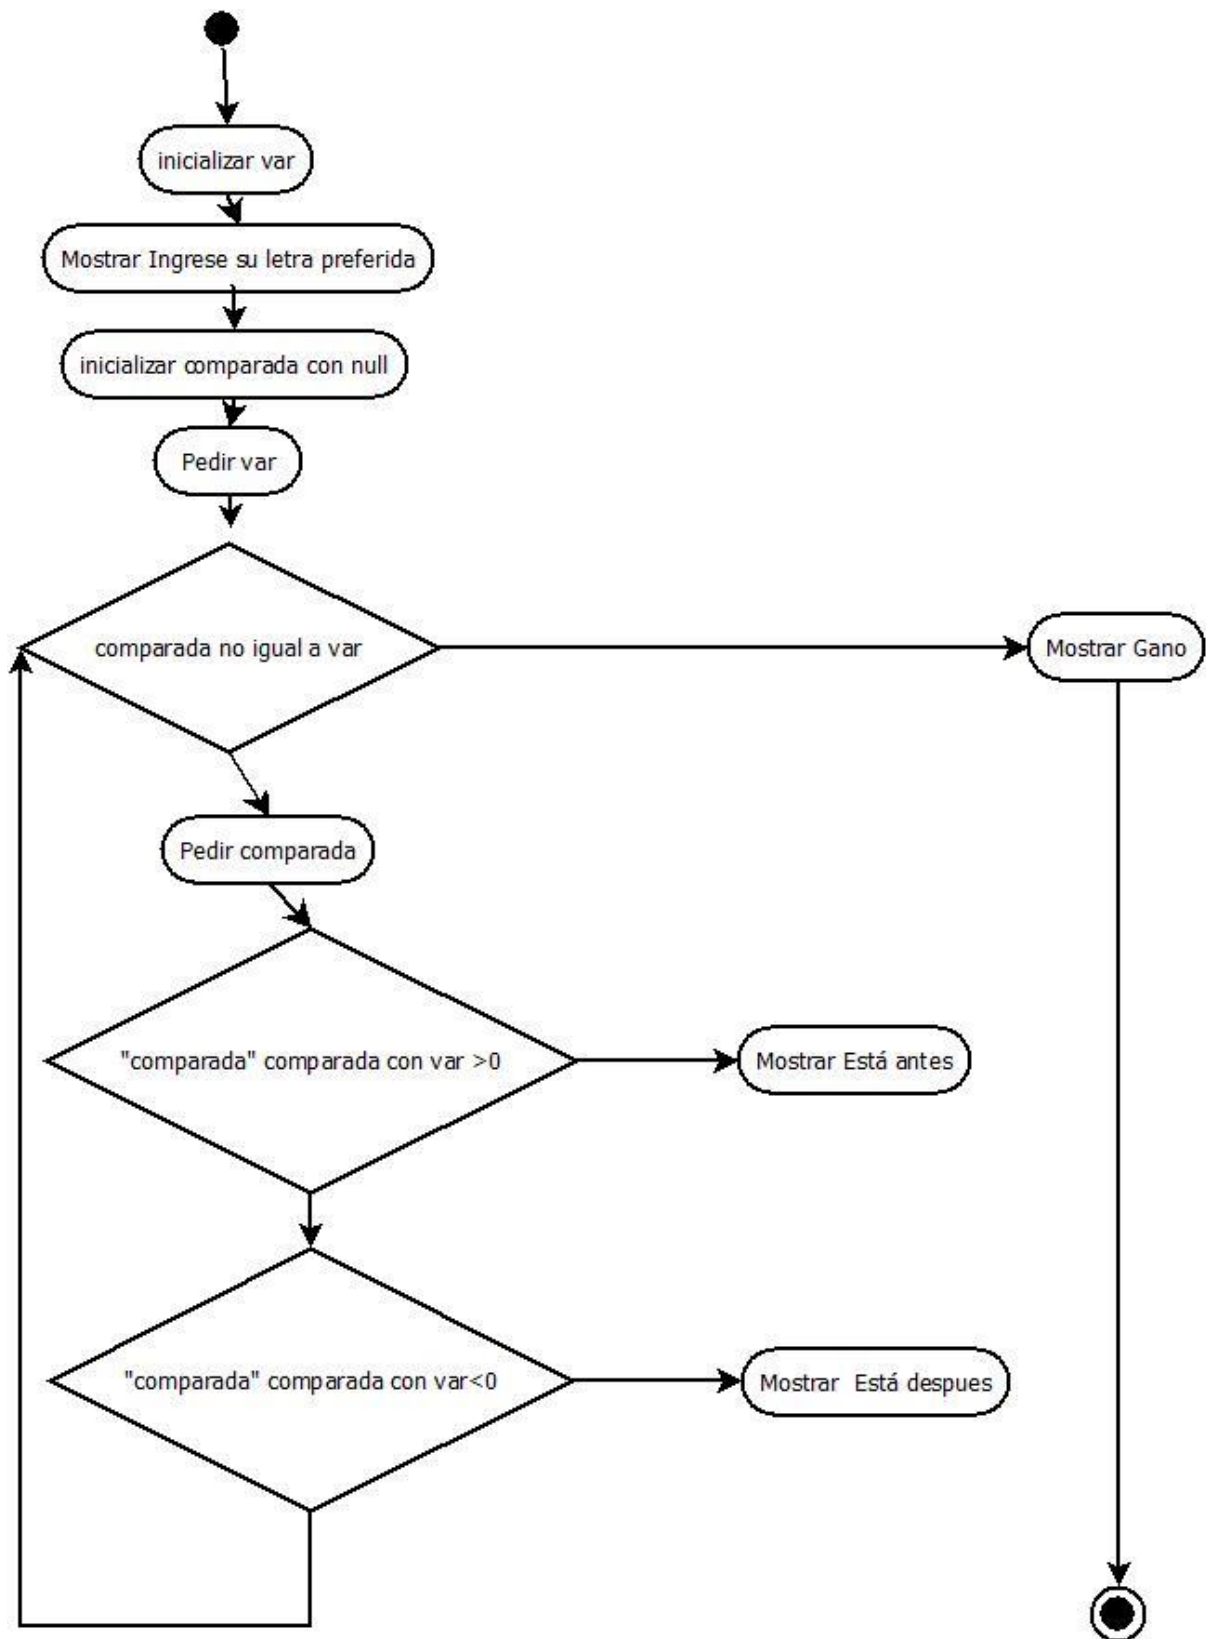 inicializar var
Mostrar Ingrese su letra preferida
inicializar comparada con null
Pedir var
comparada no igual a var
Mostrar Gano
Pedir comparada
"comparada" comparada con var >0
Mostrar Está antes
"comparada" comparada con var<0
Mostrar Está despues